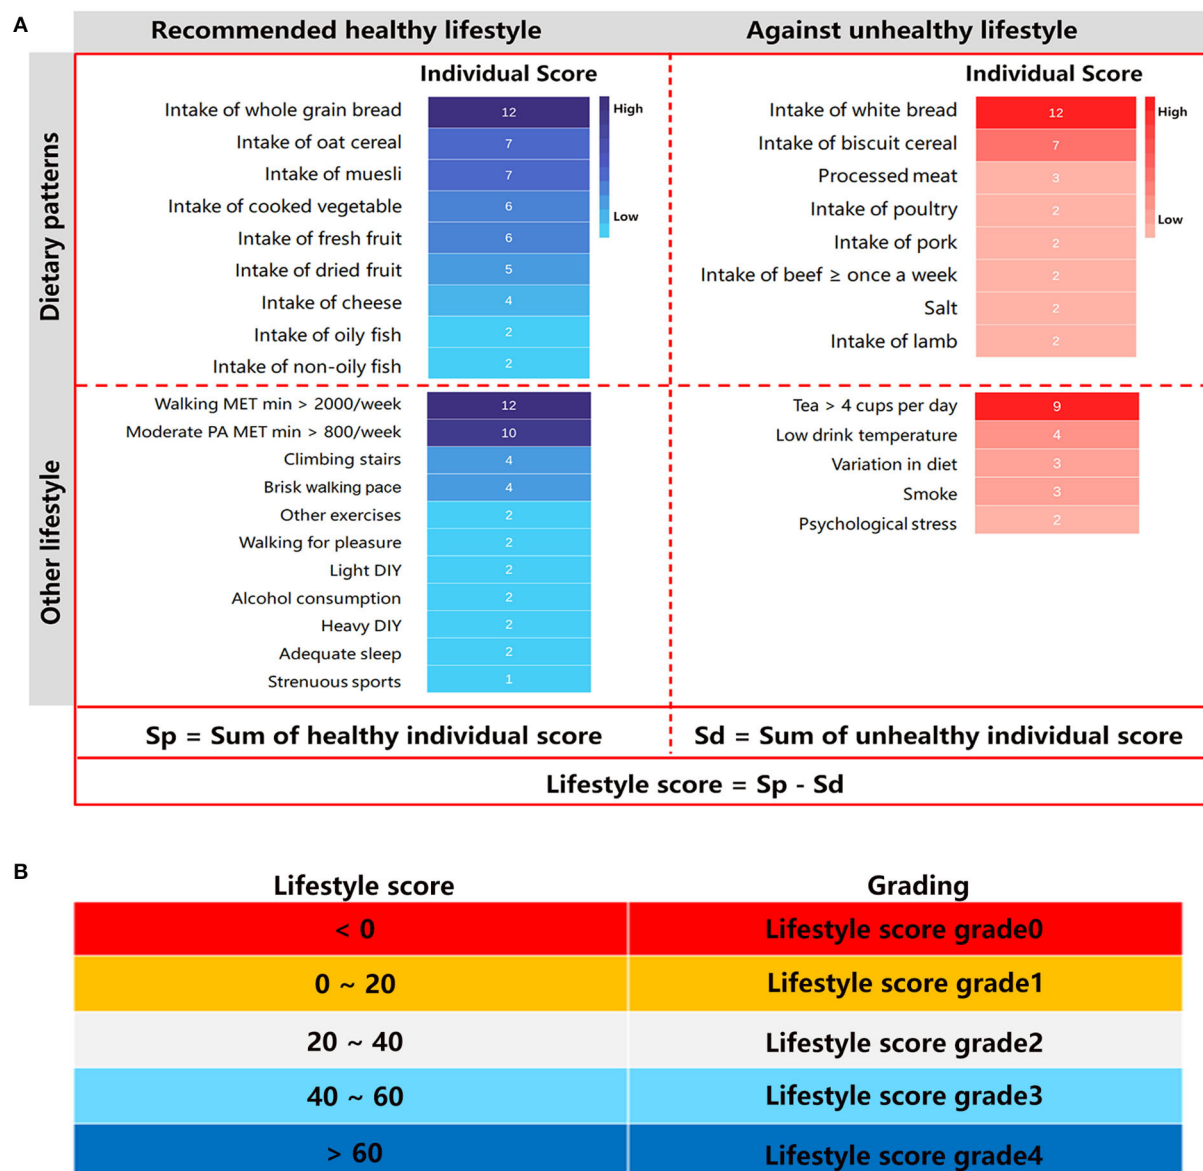 A
Recommended healthy lifestyle
Against unhealthy lifestyle
Dietary patterns
Individual Score
Intake of whole grain bread 12
Intake of oat cereal 7
Intake of muesli 7
Intake of cooked vegetable 6
Intake of fresh fruit 6
Intake of dried fruit 5
Intake of cheese 4
Intake of oily fish 2
Intake of non-oily fish 2
High
Low
Individual Score
Intake of white bread 12
Intake of biscuit cereal 7
Processed meat 3
Intake of poultry 2
Intake of pork 2
Intake of beef ≥ once a week 2
Salt 2
Intake of lamb 2
High
Low
Other lifestyle
Walking MET min > 2000/week 12
Moderate PA MET min > 800/week 10
Climbing stairs 4
Brisk walking pace 4
Other exercises 2
Walking for pleasure 2
Light DIY 2
Alcohol consumption 2
Heavy DIY 2
Adequate sleep 2
Strenuous sports 1
Tea > 4 cups per day 9
Low drink temperature 4
Variation in diet 3
Smoke 3
Psychological stress 2
Sp = Sum of healthy individual score
Sd = Sum of unhealthy individual score
Lifestyle score = Sp - Sd
B
Lifestyle score Grading
< 0 Lifestyle score grade0
0 ~ 20 Lifestyle score grade1
20 ~ 40 Lifestyle score grade2
40 ~ 60 Lifestyle score grade3
> 60 Lifestyle score grade4